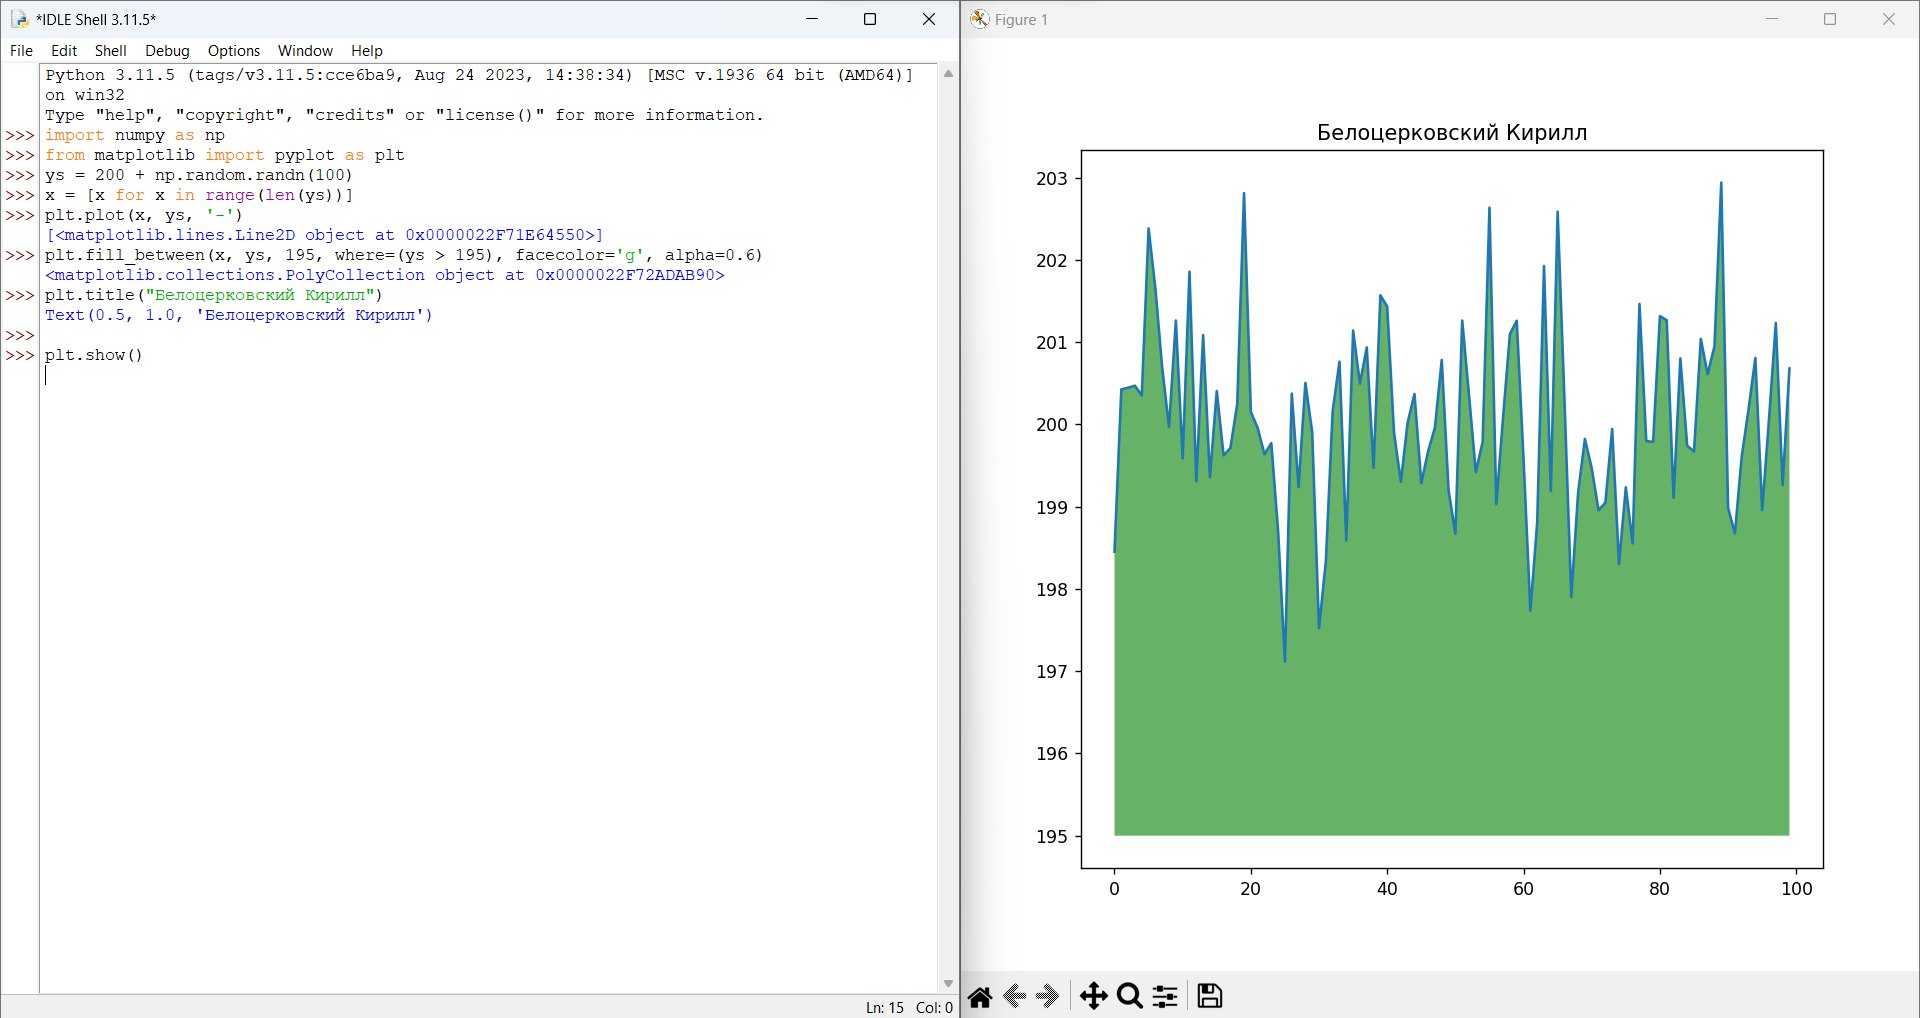 *IDLE Shell 3.11.5*
File Edit Shell Debug Options Window Help
Python 3.11.5 (tags/v3.11.5:cce6ba9, Aug 24 2023, 14:38:34) [MSC v.1936 64 bit (AMD64)]
on win32
Type "help", "copyright", "credits" or "license()" for more information.
>>> import numpy as np
>>> from matplotlib import pyplot as plt
>>> ys = 200 + np.random.randn(100)
>>> x = [x for x in range(len(ys))]
>>> plt.plot(x, ys, '-')
[<matplotlib.lines.Line2D object at 0x0000022F71E64550>]
>>> plt.fill_between(x, ys, 195, where=(ys > 195), facecolor='g', alpha=0.6)
<matplotlib.collections.PolyCollection object at 0x0000022F72ADAB90>
>>> plt.title("Белоцерковский Кирилл")
Text(0.5, 1.0, 'Белоцерковский Кирилл')
>>>
>>> plt.show()
Ln: 15 Col: 0
Figure 1
Белоцерковский Кирилл
203
202
201
200
199
198
197
196
195
0 20 40 60 80 100